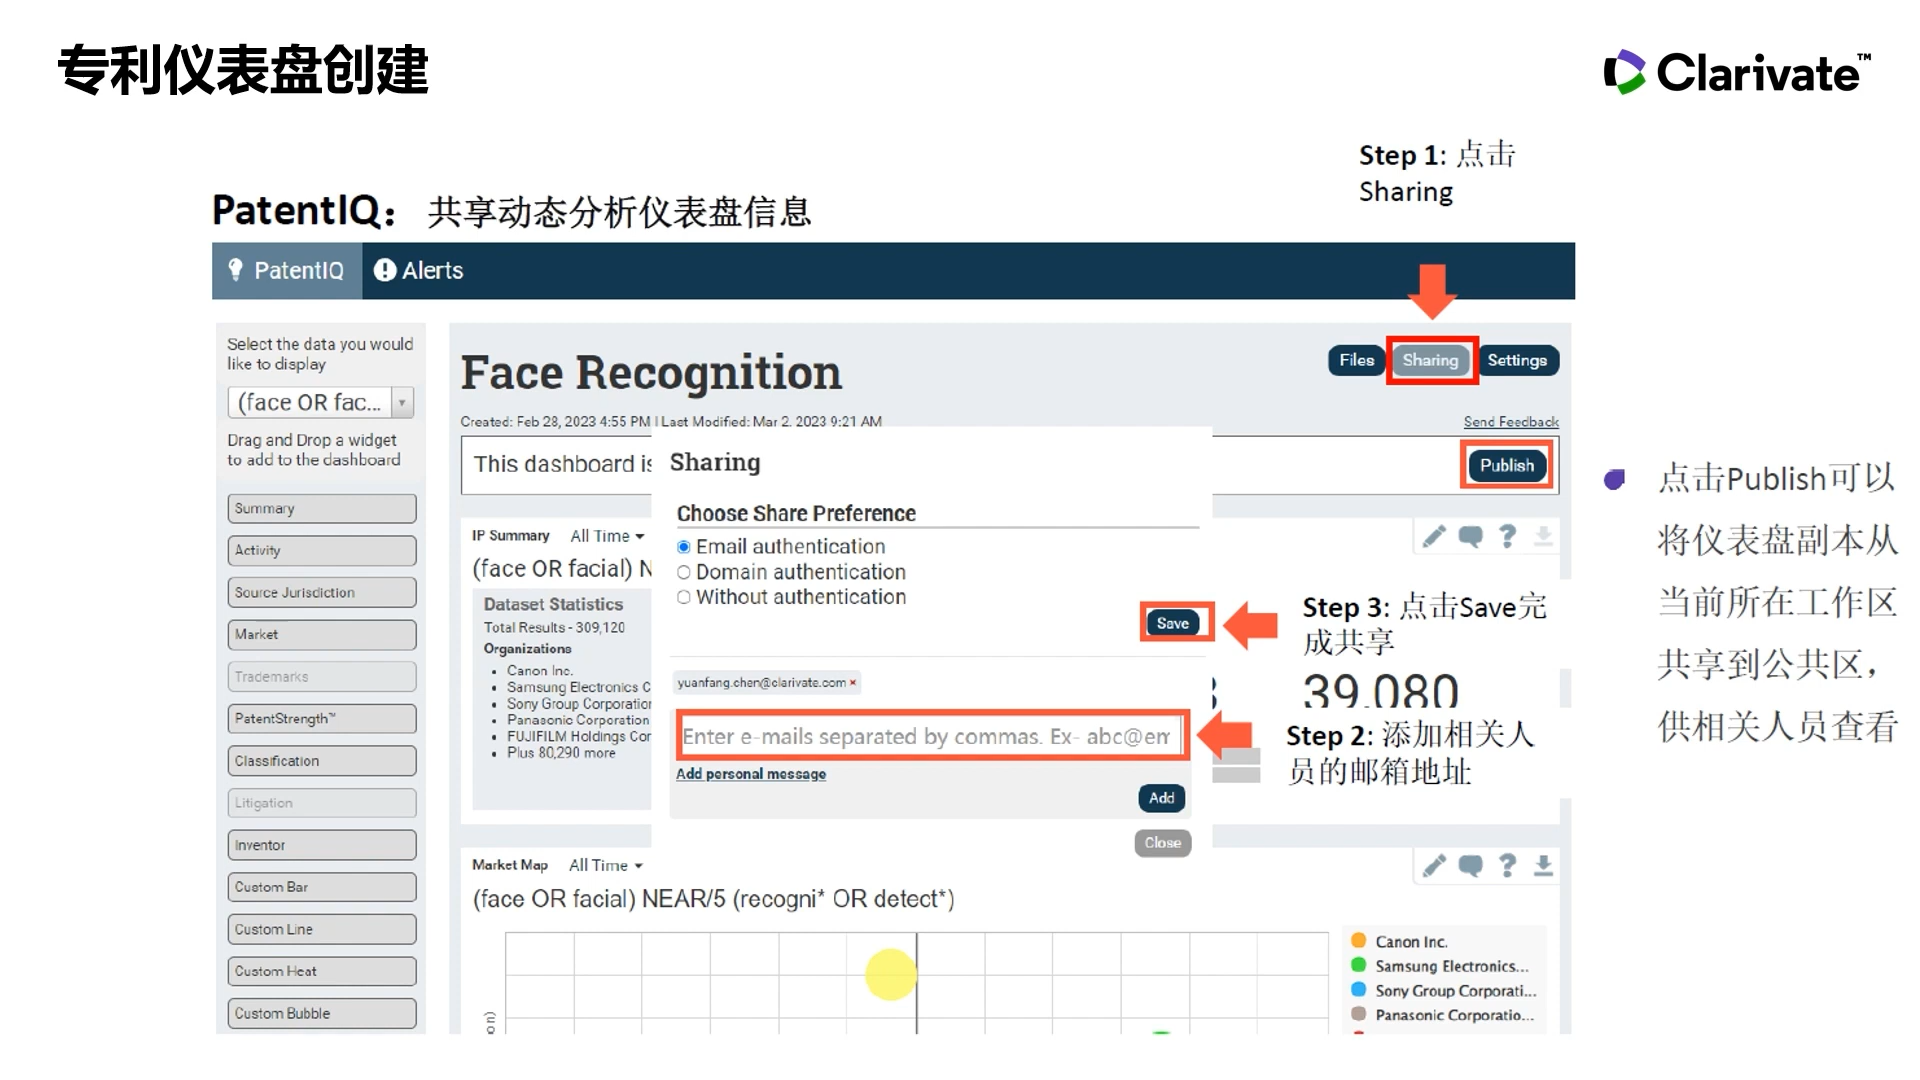 专利仪表盘创建
Clarivate™
Step 1: 点击
Sharing
PatentIQ： 共享动态分析仪表盘信息
PatentIQ
Alerts
Select the data you would
like to display
(face OR fac...
Drag and Drop a widget
to add to the dashboard
Summary
Activity
Source Jurisdiction
Market
Trademarks
PatentStrength™
Classification
Litigation
Inventor
Custom Bar
Custom Line
Custom Heat
Custom Bubble
Face Recognition
Files
Sharing
Settings
Created: Feb 28, 2023 4:55 PM | Last Modified: Mar 2, 2023 9:21 AM
Send Feedback
This dashboard is
Publish
IP Summary All Time
(face OR facial) N
Dataset Statistics
Total Results - 309,120
Organizations
Canon Inc.
Samsung Electronics C
Sony Group Corporation
Panasonic Corporation
FUJIFILM Holdings Cor
Plus 80,290 more
Sharing
Choose Share Preference
Email authentication
Domain authentication
Without authentication
Save
yuanfang.chen@clarivate.com ×
Enter e-mails separated by commas. Ex- abc@em
Add personal message
Add
Close
Step 3: 点击Save完
成共享
39,080
Step 2: 添加相关人
员的邮箱地址
Market Map All Time
(face OR facial) NEAR/5 (recogni* OR detect*)
Canon Inc.
Samsung Electronics...
Sony Group Corporati...
Panasonic Corporatio...
点击Publish可以
将仪表盘副本从
当前所在工作区
共享到公共区，
供相关人员查看